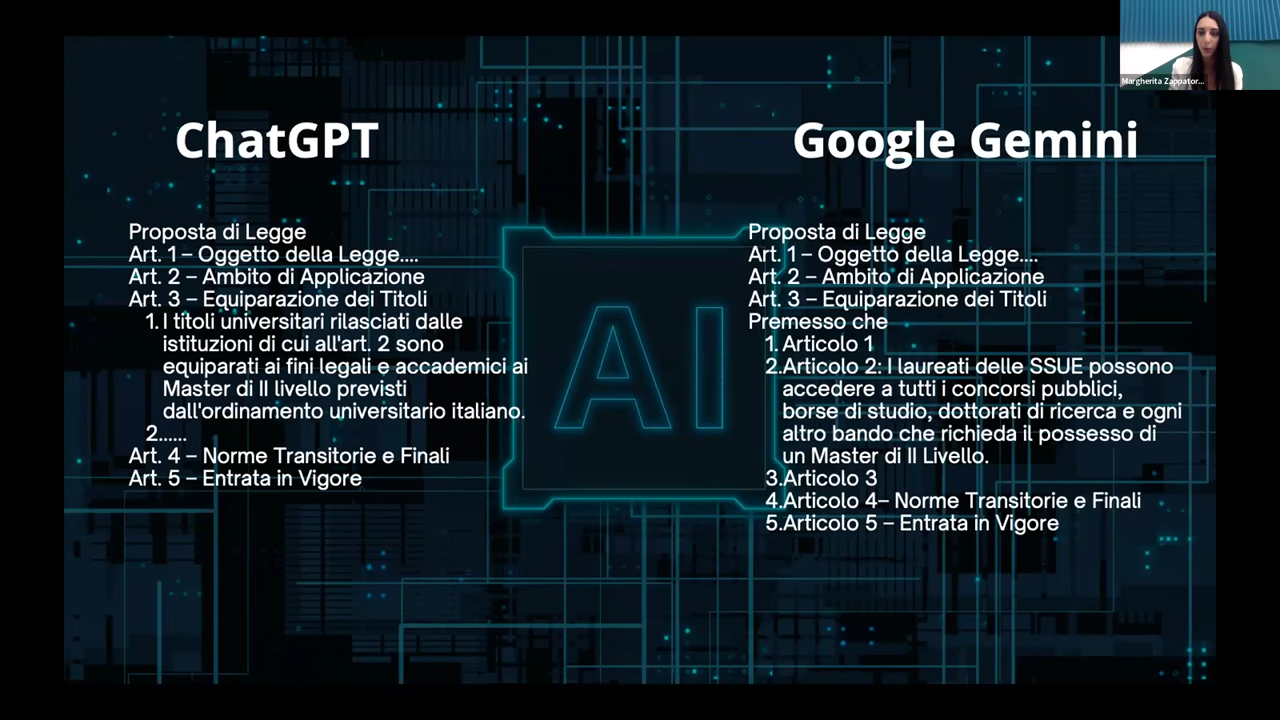 Margherita Zappator...
ChatGPT
Proposta di Legge
Art. 1 – Oggetto della Legge....
Art. 2 – Ambito di Applicazione
Art. 3 – Equiparazione dei Titoli
1. I titoli universitari rilasciati dalle
istituzioni di cui all'art. 2 sono
equiparati ai fini legali e accademici ai
Master di II livello previsti
dall'ordinamento universitario italiano.
2......
Art. 4 – Norme Transitorie e Finali
Art. 5 – Entrata in Vigore
AI
Google Gemini
Proposta di Legge
Art. 1 – Oggetto della Legge....
Art. 2 – Ambito di Applicazione
Art. 3 – Equiparazione dei Titoli
Premesso che
1. Articolo 1
2.Articolo 2: I laureati delle SSUE possono
accedere a tutti i concorsi pubblici,
borse di studio, dottorati di ricerca e ogni
altro bando che richieda il possesso di
un Master di II Livello.
3.Articolo 3
4.Articolo 4– Norme Transitorie e Finali
5.Articolo 5 – Entrata in Vigore